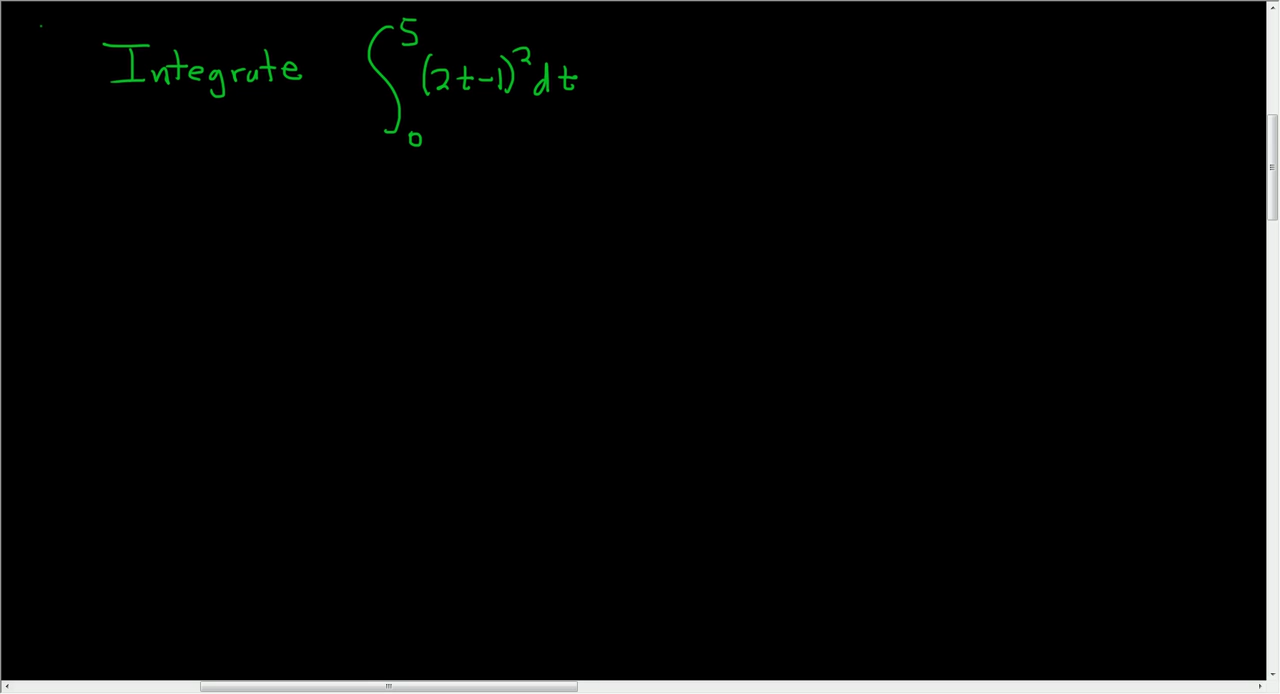 Integrate ∫₀⁵ (2t-1)² dt